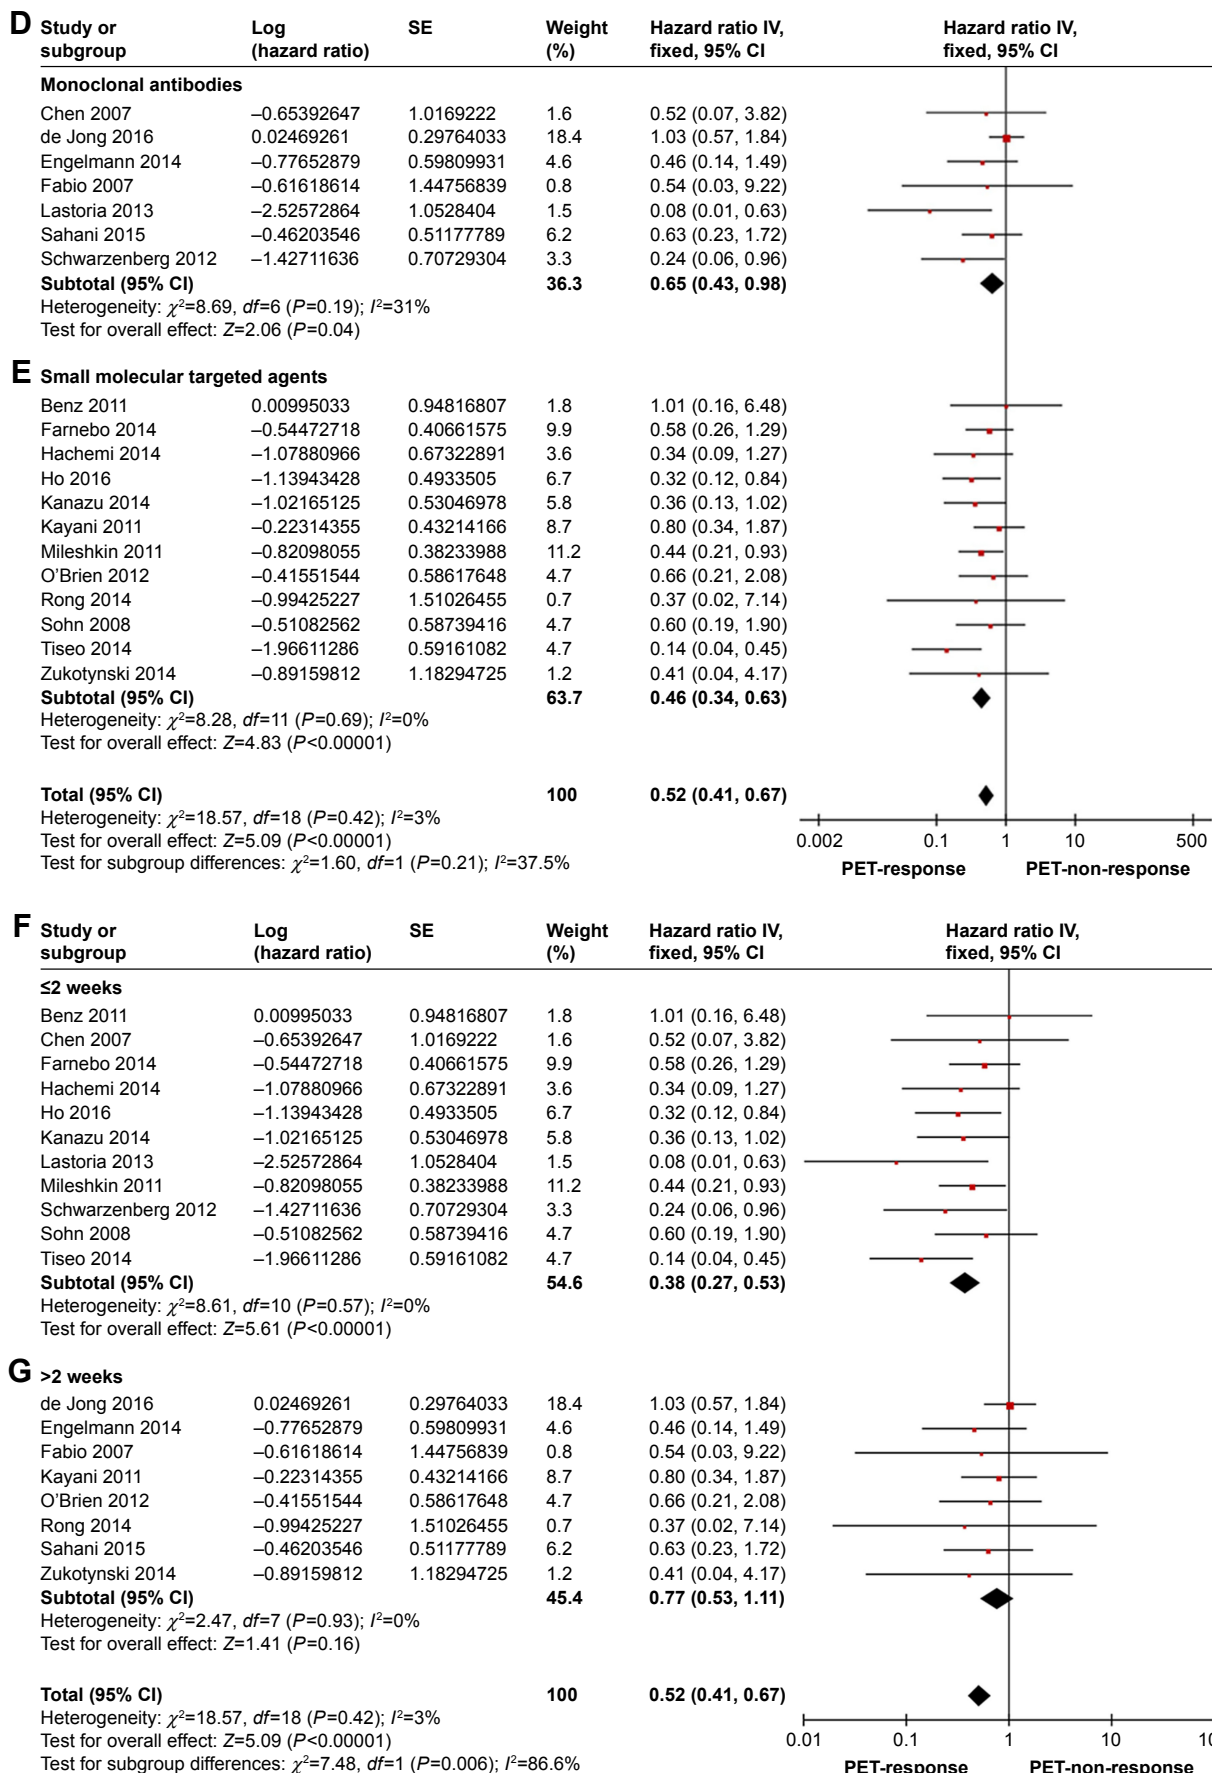 D Study or subgroup Log (hazard ratio) SE Weight (%) Hazard ratio IV, fixed, 95% CI Hazard ratio IV, fixed, 95% CI
Monoclonal antibodies
Chen 2007 –0.65392647 1.0169222 1.6 0.52 (0.07, 3.82)
de Jong 2016 0.02469261 0.29764033 18.4 1.03 (0.57, 1.84)
Engelmann 2014 –0.77652879 0.59809931 4.6 0.46 (0.14, 1.49)
Fabio 2007 –0.61618614 1.44756839 0.8 0.54 (0.03, 9.22)
Lastoria 2013 –2.52572864 1.0528404 1.5 0.08 (0.01, 0.63)
Sahani 2015 –0.46203546 0.51177789 6.2 0.63 (0.23, 1.72)
Schwarzenberg 2012 –1.42711636 0.70729304 3.3 0.24 (0.06, 0.96)
Subtotal (95% CI) 36.3 0.65 (0.43, 0.98)
Heterogeneity: χ²=8.69, df=6 (P=0.19); I²=31%
Test for overall effect: Z=2.06 (P=0.04)
E Small molecular targeted agents
Benz 2011 0.00995033 0.94816807 1.8 1.01 (0.16, 6.48)
Farnebo 2014 –0.54472718 0.40661575 9.9 0.58 (0.26, 1.29)
Hachemi 2014 –1.07880966 0.67322891 3.6 0.34 (0.09, 1.27)
Ho 2016 –1.13943428 0.4933505 6.7 0.32 (0.12, 0.84)
Kanazu 2014 –1.02165125 0.53046978 5.8 0.36 (0.13, 1.02)
Kayani 2011 –0.22314355 0.43214166 8.7 0.80 (0.34, 1.87)
Mileshkin 2011 –0.82098055 0.38233988 11.2 0.44 (0.21, 0.93)
O’Brien 2012 –0.41551544 0.58617648 4.7 0.66 (0.21, 2.08)
Rong 2014 –0.99425227 1.51026455 0.7 0.37 (0.02, 7.14)
Sohn 2008 –0.51082562 0.58739416 4.7 0.60 (0.19, 1.90)
Tiseo 2014 –1.96611286 0.59161082 4.7 0.14 (0.04, 0.45)
Zukotynski 2014 –0.89159812 1.18294725 1.2 0.41 (0.04, 4.17)
Subtotal (95% CI) 63.7 0.46 (0.34, 0.63)
Heterogeneity: χ²=8.28, df=11 (P=0.69); I²=0%
Test for overall effect: Z=4.83 (P<0.00001)
Total (95% CI) 100 0.52 (0.41, 0.67)
Heterogeneity: χ²=18.57, df=18 (P=0.42); I²=3%
Test for overall effect: Z=5.09 (P<0.00001)
Test for subgroup differences: χ²=1.60, df=1 (P=0.21); I²=37.5%
0.002 0.1 1 10 500
PET-response PET-non-response
F Study or subgroup Log (hazard ratio) SE Weight (%) Hazard ratio IV, fixed, 95% CI Hazard ratio IV, fixed, 95% CI
≤2 weeks
Benz 2011 0.00995033 0.94816807 1.8 1.01 (0.16, 6.48)
Chen 2007 –0.65392647 1.0169222 1.6 0.52 (0.07, 3.82)
Farnebo 2014 –0.54472718 0.40661575 9.9 0.58 (0.26, 1.29)
Hachemi 2014 –1.07880966 0.67322891 3.6 0.34 (0.09, 1.27)
Ho 2016 –1.13943428 0.4933505 6.7 0.32 (0.12, 0.84)
Kanazu 2014 –1.02165125 0.53046978 5.8 0.36 (0.13, 1.02)
Lastoria 2013 –2.52572864 1.0528404 1.5 0.08 (0.01, 0.63)
Mileshkin 2011 –0.82098055 0.38233988 11.2 0.44 (0.21, 0.93)
Schwarzenberg 2012 –1.42711636 0.70729304 3.3 0.24 (0.06, 0.96)
Sohn 2008 –0.51082562 0.58739416 4.7 0.60 (0.19, 1.90)
Tiseo 2014 –1.96611286 0.59161082 4.7 0.14 (0.04, 0.45)
Subtotal (95% CI) 54.6 0.38 (0.27, 0.53)
Heterogeneity: χ²=8.61, df=10 (P=0.57); I²=0%
Test for overall effect: Z=5.61 (P<0.00001)
G >2 weeks
de Jong 2016 0.02469261 0.29764033 18.4 1.03 (0.57, 1.84)
Engelmann 2014 –0.77652879 0.59809931 4.6 0.46 (0.14, 1.49)
Fabio 2007 –0.61618614 1.44756839 0.8 0.54 (0.03, 9.22)
Kayani 2011 –0.22314355 0.43214166 8.7 0.80 (0.34, 1.87)
O’Brien 2012 –0.41551544 0.58617648 4.7 0.66 (0.21, 2.08)
Rong 2014 –0.99425227 1.51026455 0.7 0.37 (0.02, 7.14)
Sahani 2015 –0.46203546 0.51177789 6.2 0.63 (0.23, 1.72)
Zukotynski 2014 –0.89159812 1.18294725 1.2 0.41 (0.04, 4.17)
Subtotal (95% CI) 45.4 0.77 (0.53, 1.11)
Heterogeneity: χ²=2.47, df=7 (P=0.93); I²=0%
Test for overall effect: Z=1.41 (P=0.16)
Total (95% CI) 100 0.52 (0.41, 0.67)
Heterogeneity: χ²=18.57, df=18 (P=0.42); I²=3%
Test for overall effect: Z=5.09 (P<0.00001)
Test for subgroup differences: χ²=7.48, df=1 (P=0.006); I²=86.6%
0.01 0.1 1 10
PET-response PET-non-response